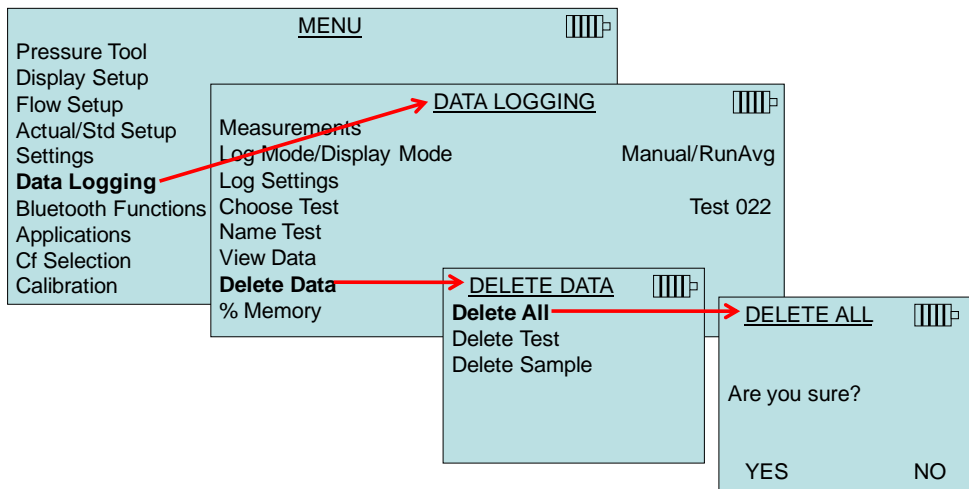 MENU
Pressure Tool
Display Setup
Flow Setup
Actual/Std Setup
Settings
Data Logging
Bluetooth Functions
Applications
Cf Selection
Calibration
DATA LOGGING
Measurements
Log Mode/Display Mode Manual/RunAvg
Log Settings
Choose Test Test 022
Name Test
View Data
Delete Data
% Memory
DELETE DATA
Delete All
Delete Test
Delete Sample
DELETE ALL
Are you sure?
YES NO